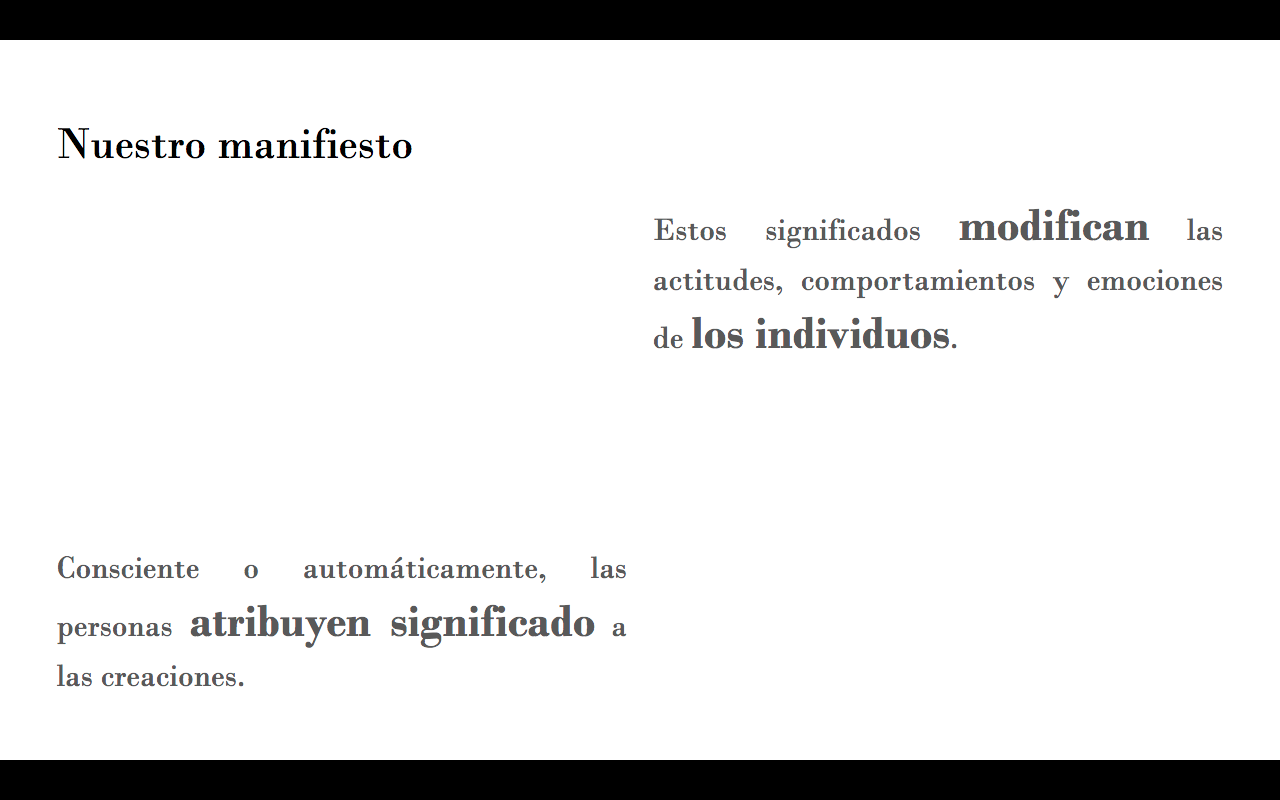 Nuestro manifiesto
Consciente o automáticamente, las
personas atribuyen significado a
las creaciones.
Estos significados modifican las
actitudes, comportamientos y emociones
de los individuos.